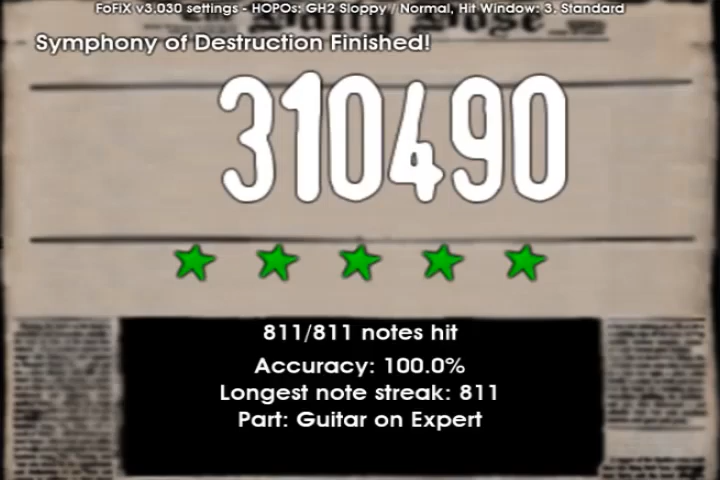 FoFiX v3.030 settings - HOPOs: GH2 Sloppy / Normal, Hit Window: 3. Standard
Symphony of Destruction Finished!
310490
811/811 notes hit
Accuracy: 100.0%
Longest note streak: 811
Part: Guitar on Expert